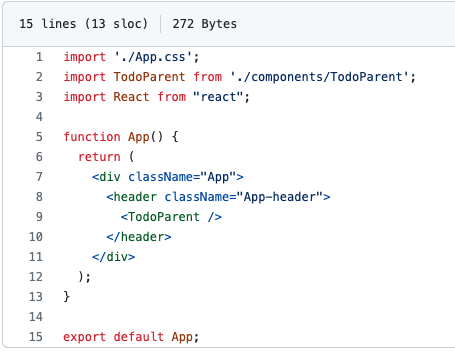 15 lines (13 sloc) 272 Bytes
1 import './App.css';
2 import TodoParent from './components/TodoParent';
3 import React from "react";
4
5 function App() {
6   return (
7     <div className="App">
8       <header className="App-header">
9         <TodoParent />
10       </header>
11     </div>
12   );
13 }
14
15 export default App;